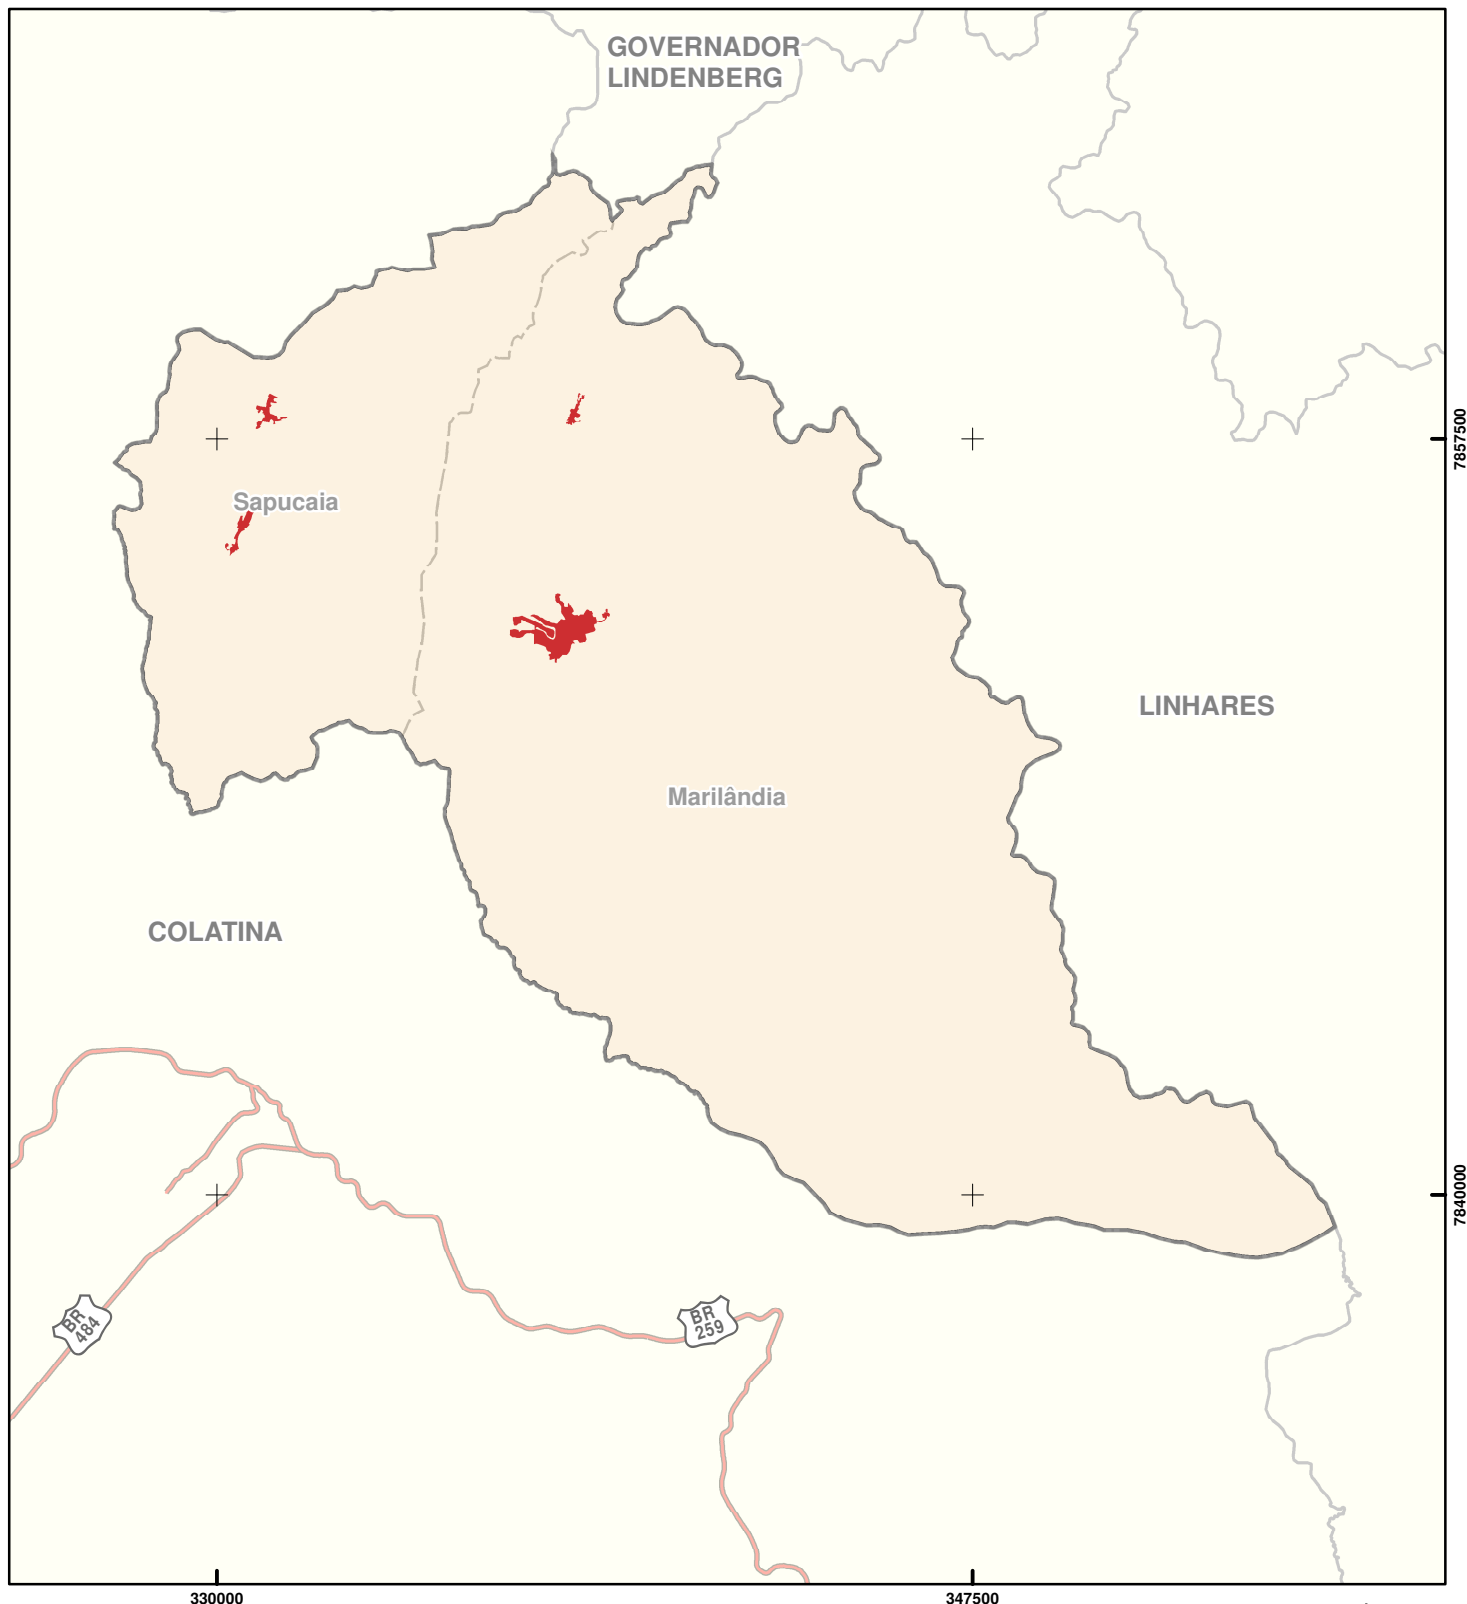 GOVERNADOR
LINDENBERG
7857500
Sapucaia
LINHARES
Marilândia
COLATINA
7840000
BR
484
BR
259
330000
347500